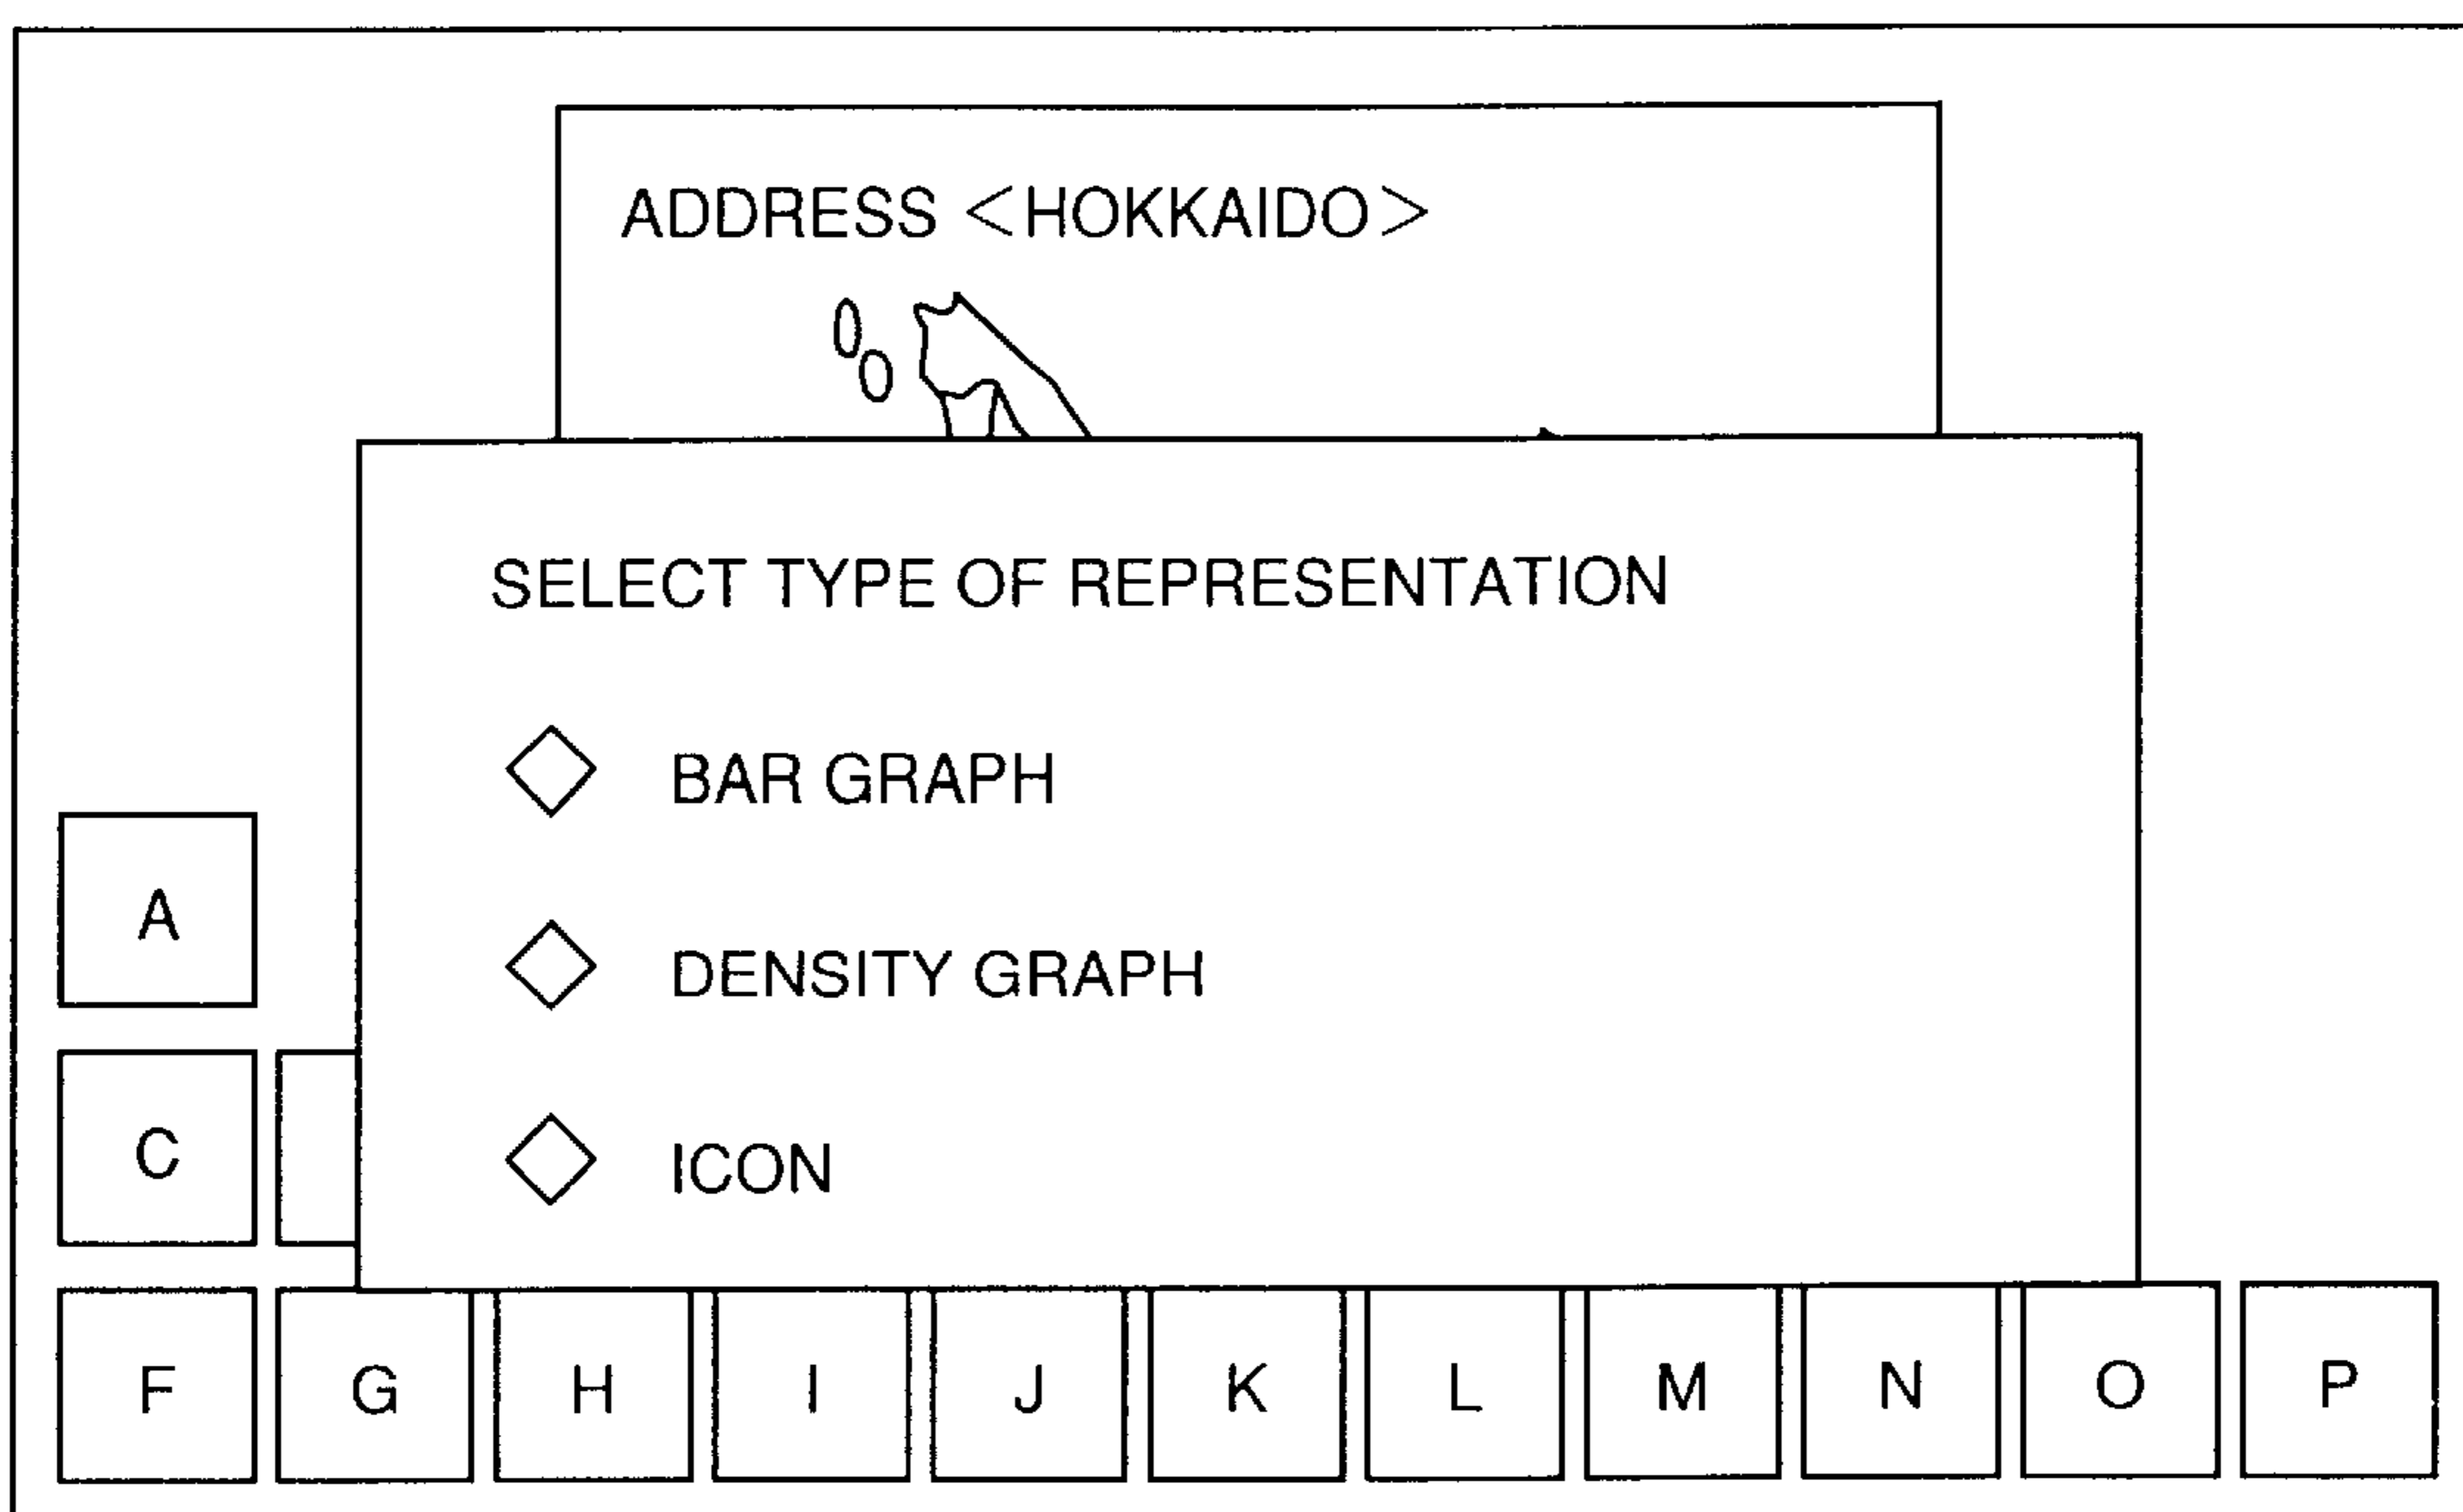 ADDRESS <HOKKAIDO>
SELECT TYPE OF REPRESENTATION
BAR GRAPH
DENSITY GRAPH
ICON
A
C
F G H I J K L M N O P